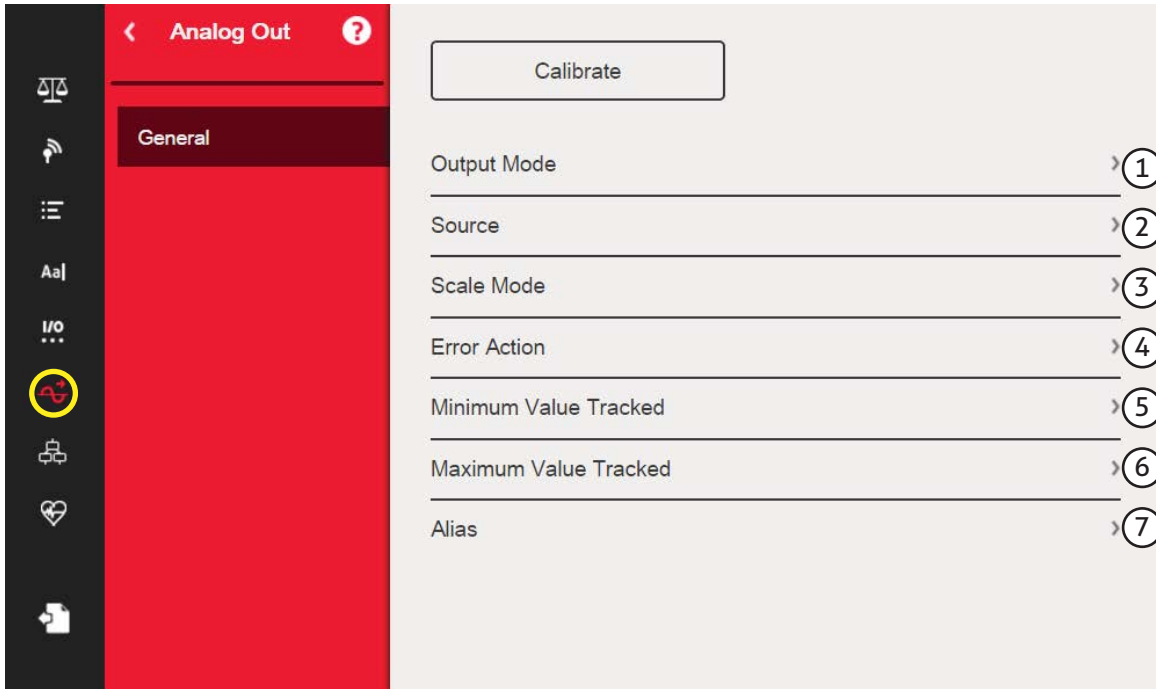 Analog Out
?
General
Aa
I/O
Calibrate
Output Mode 1
Source 2
Scale Mode 3
Error Action 4
Minimum Value Tracked 5
Maximum Value Tracked 6
Alias 7